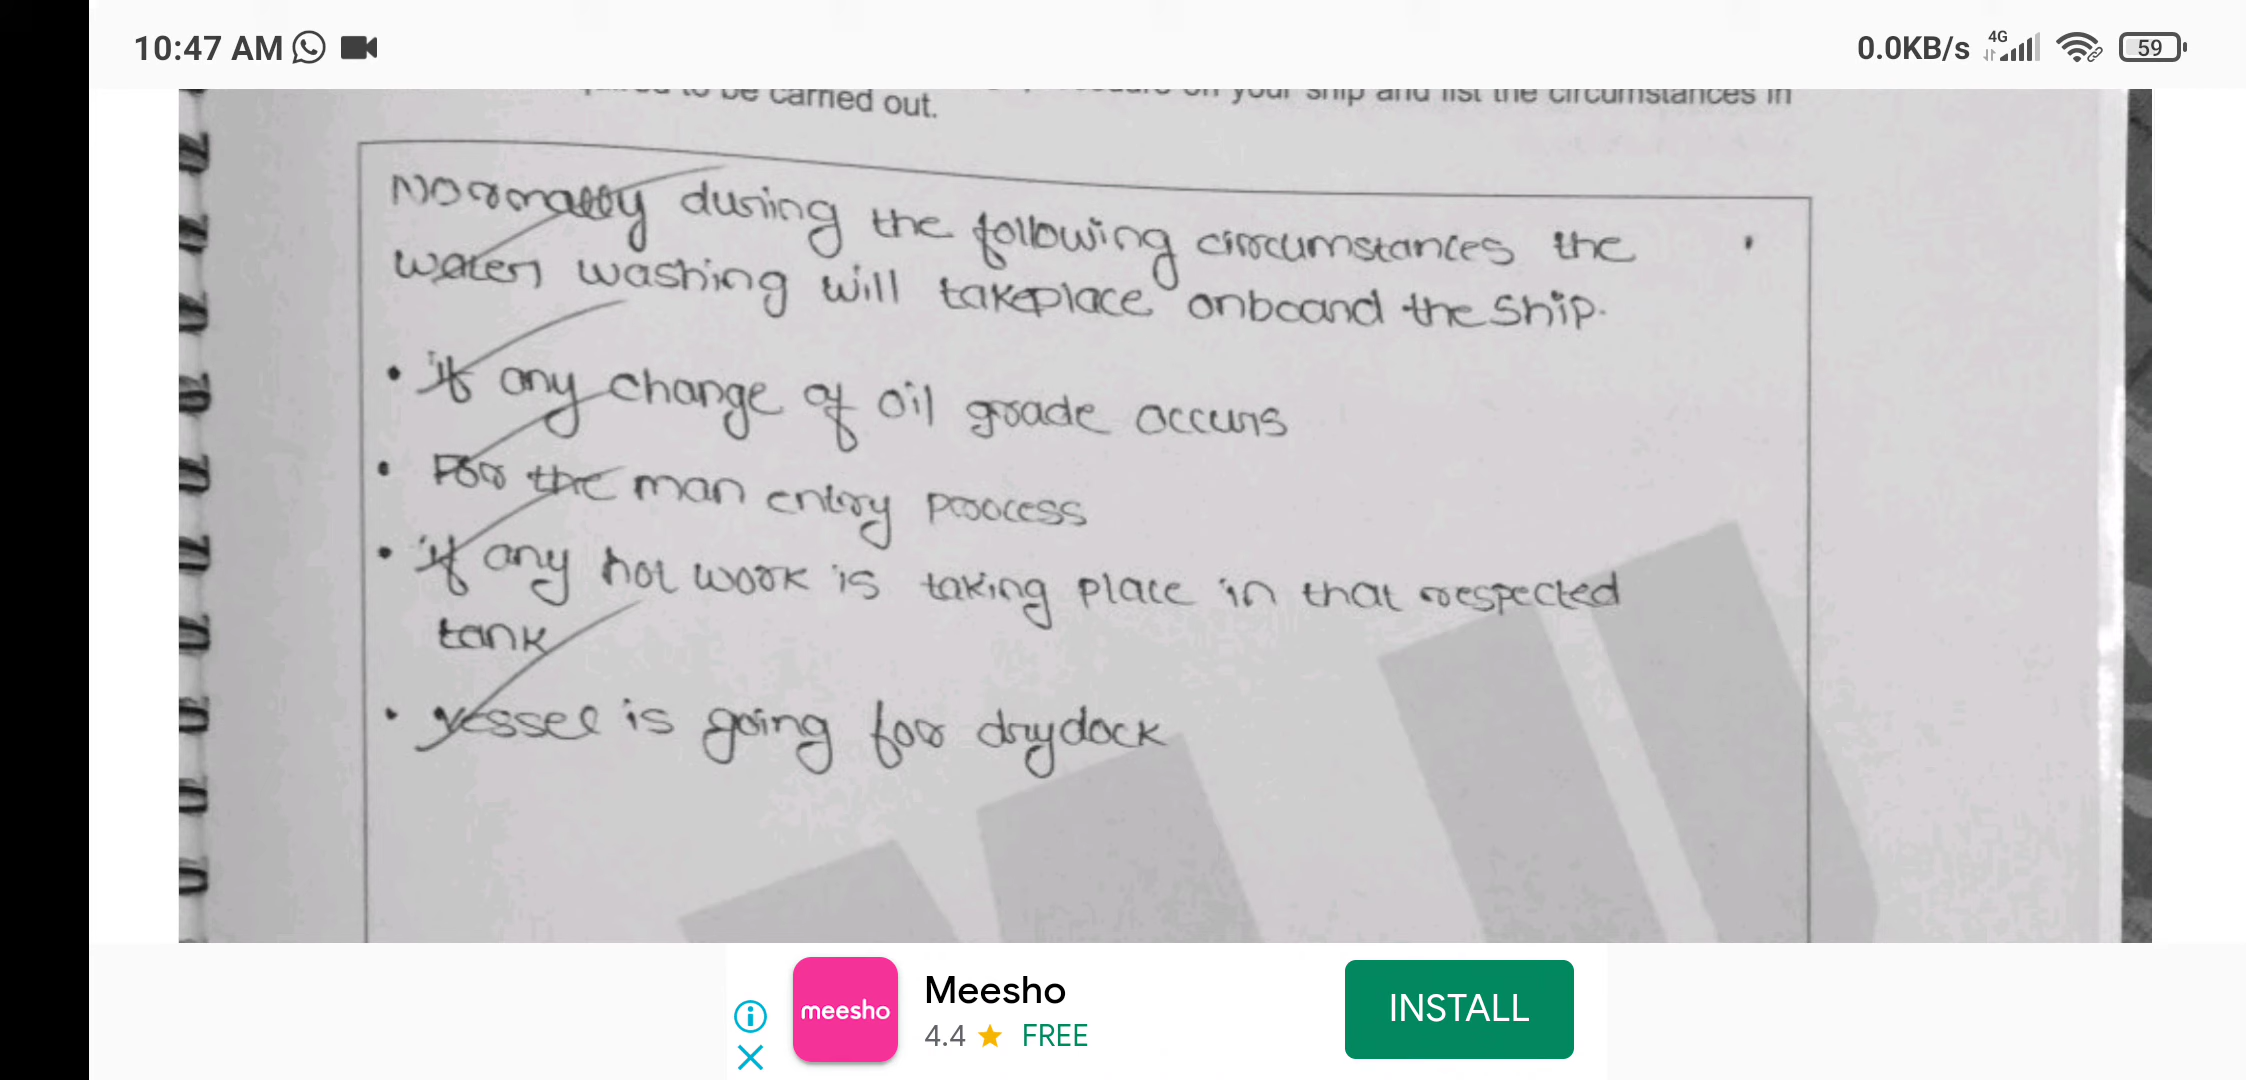 10:47 AM
0.0KB/s 4G 59
to be carried out.
on your ship and list the circumstances in
Normally during the following circumstances the
water washing will takeplace onboard the ship.
• if any change of oil grade occurs
• For the man entry process
• if any hot work is taking place in that respected
tank
• vessel is going for drydock
meesho
Meesho
4.4 ★ FREE
INSTALL